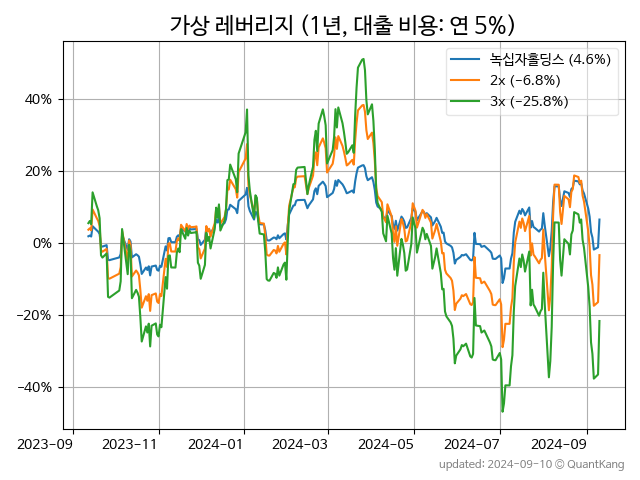 가상 레버리지 (1년, 대출 비용: 연 5%)
녹십자홀딩스 (4.6%)
2x (−6.8%)
3x (−25.8%)
40%
20%
0%
−20%
−40%
2023-09 2023-11 2024-01 2024-03 2024-05 2024-07 2024-09
updated: 2024-09-10 © QuantKang